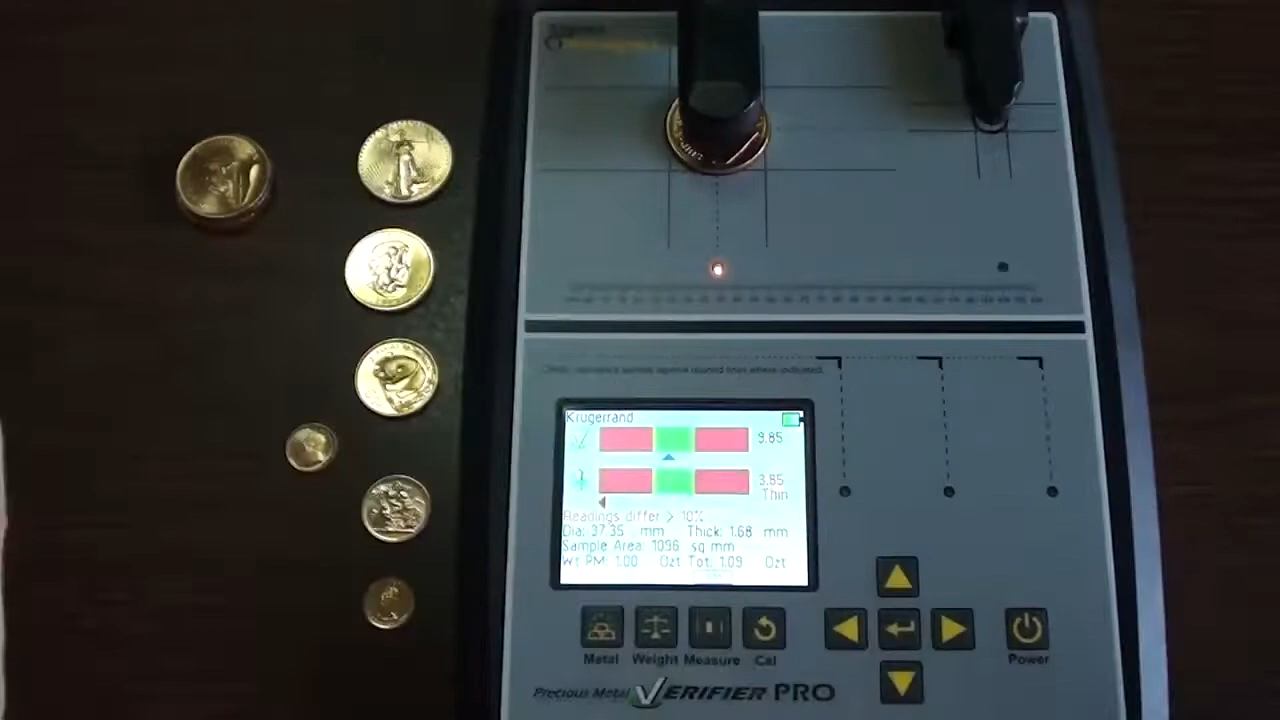 Krugerrand
9.85
3.85
Thin
Readings differ > 10%
Dia: 37.35 mm Thick: 1.68 mm
Sample Area: 1096 sq mm
Wt PM: 1.00 Ozt Tot: 1.09 Ozt
Metal Weight Measure Cal
Power
Precious Metal VERIFIER PRO